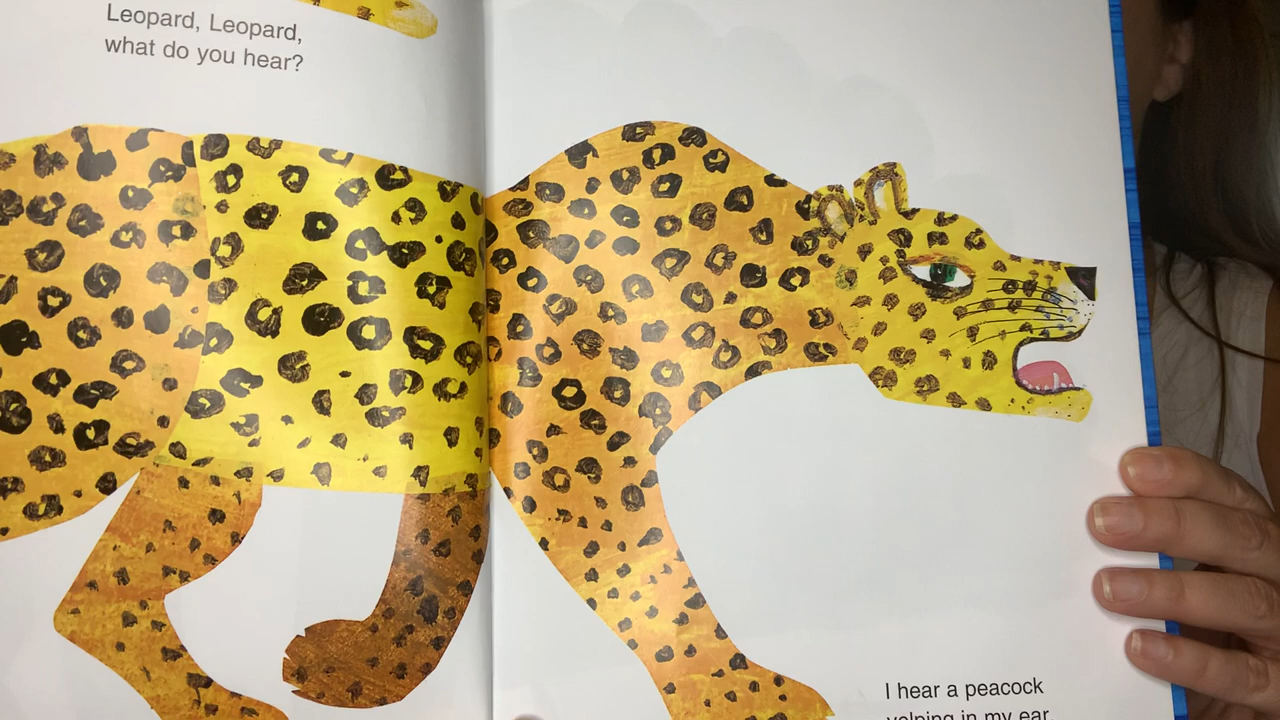 Leopard, Leopard,
what do you hear?
I hear a peacock
yelping in my ear.